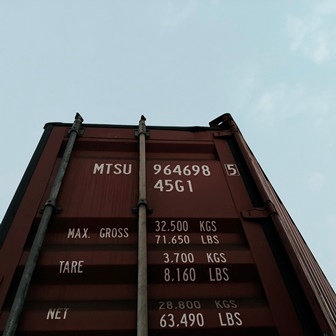 MTSU 964698 5
45G1
MAX. GROSS 32.500 KGS
71.650 LBS
TARE 3.700 KGS
8.160 LBS
NET 28.800 KGS
63.490 LBS